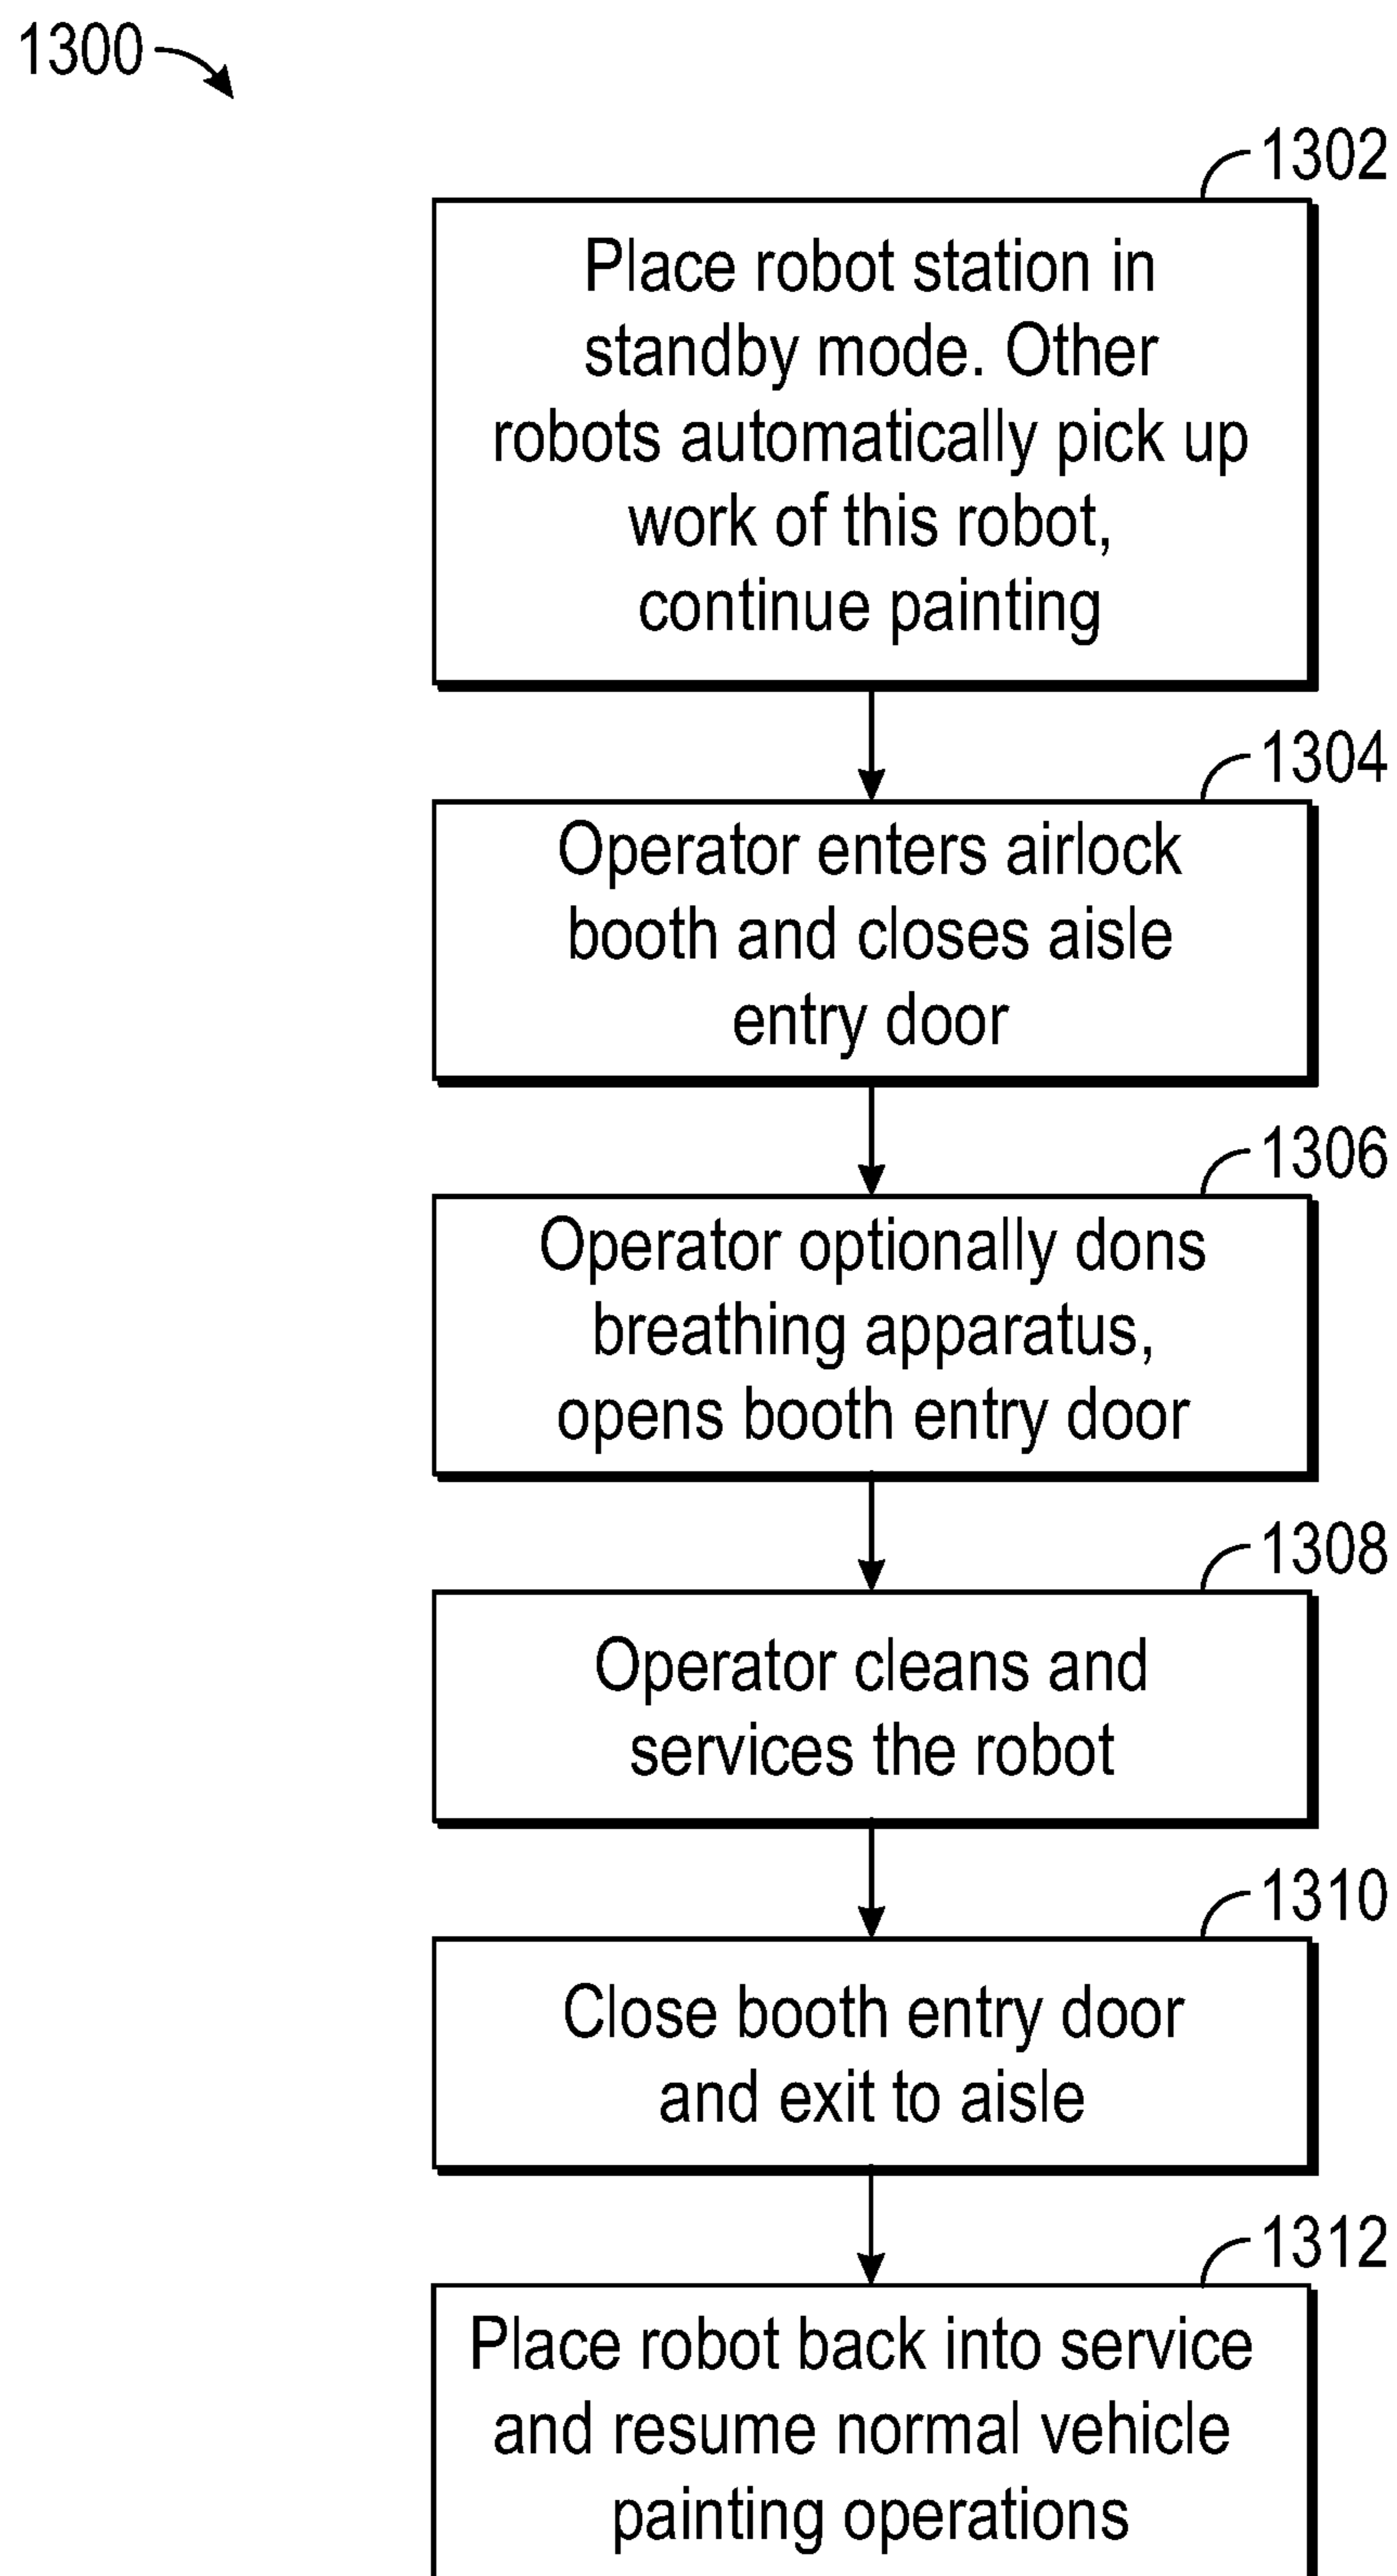 1300
1302
Place robot station in
standby mode. Other
robots automatically pick up
work of this robot,
continue painting
1304
Operator enters airlock
booth and closes aisle
entry door
1306
Operator optionally dons
breathing apparatus,
opens booth entry door
1308
Operator cleans and
services the robot
1310
Close booth entry door
and exit to aisle
1312
Place robot back into service
and resume normal vehicle
painting operations